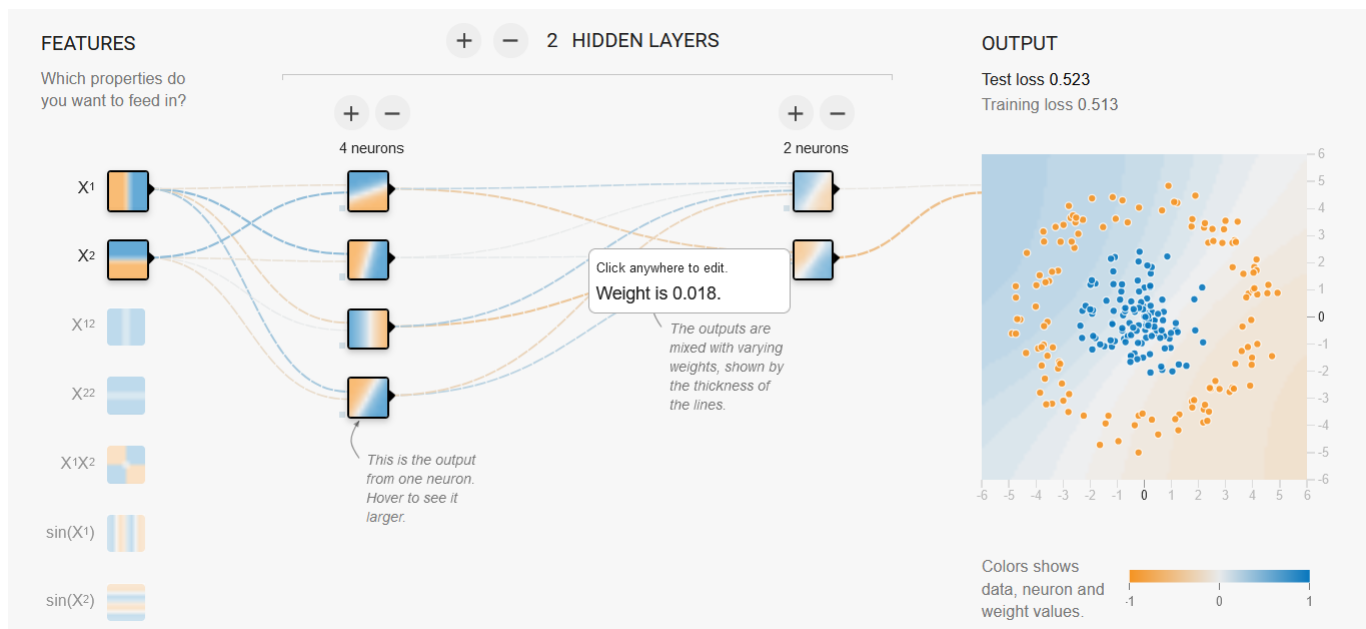 FEATURES
Which properties do
you want to feed in?
+ − 2 HIDDEN LAYERS
+ −
4 neurons
+ −
2 neurons
X1
X2
X12
X22
X1X2
sin(X1)
sin(X2)
Click anywhere to edit.
Weight is 0.018.
The outputs are
mixed with varying
weights, shown by
the thickness of
the lines.
This is the output
from one neuron.
Hover to see it
larger.
OUTPUT
Test loss 0.523
Training loss 0.513
6
5
4
3
2
1
0
-1
-2
-3
-4
-5
-6
-6 -5 -4 -3 -2 -1 0 1 2 3 4 5 6
Colors shows
data, neuron and
weight values.
-1 0 1